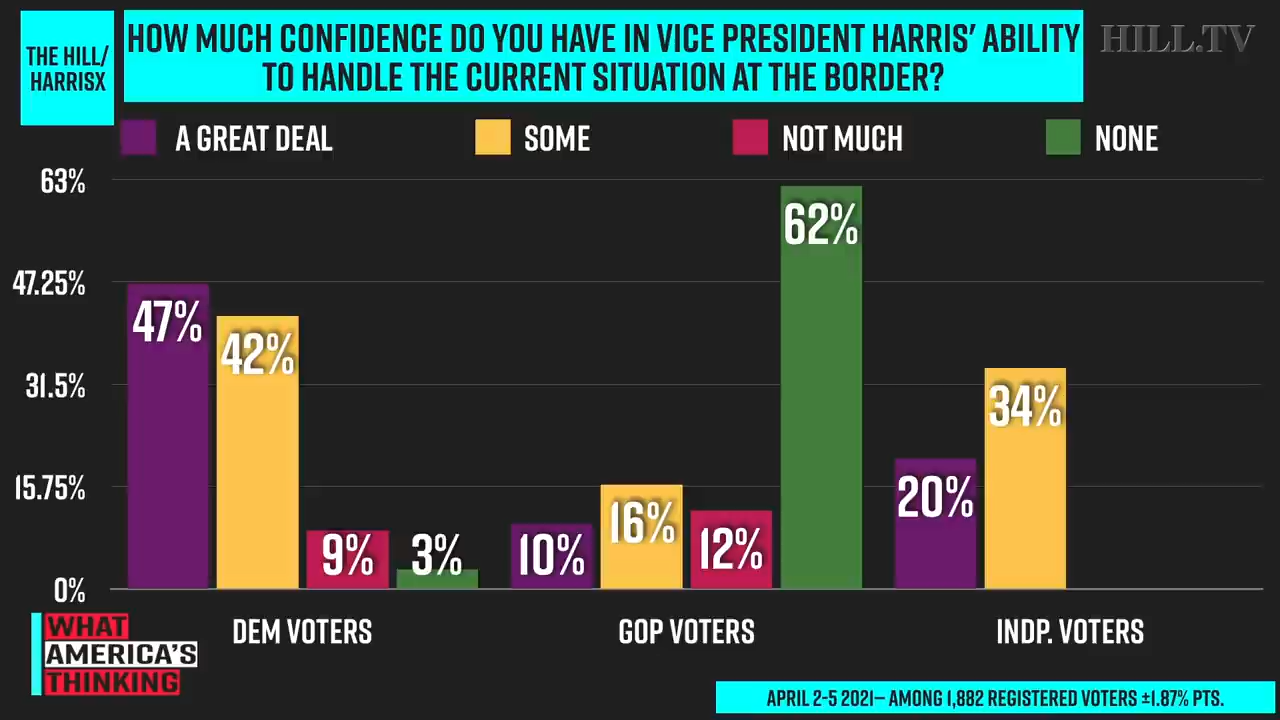 THE HILL/
HARRISX
HOW MUCH CONFIDENCE DO YOU HAVE IN VICE PRESIDENT HARRIS' ABILITY
TO HANDLE THE CURRENT SITUATION AT THE BORDER?
HILL.TV
A GREAT DEAL
SOME
NOT MUCH
NONE
63%
47.25%
31.5%
15.75%
0%
47%
42%
9%
3%
10%
16%
12%
62%
20%
34%
DEM VOTERS
GOP VOTERS
INDP. VOTERS
WHAT
AMERICA'S
THINKING
APRIL 2-5 2021– AMONG 1,882 REGISTERED VOTERS ±1.87% PTS.